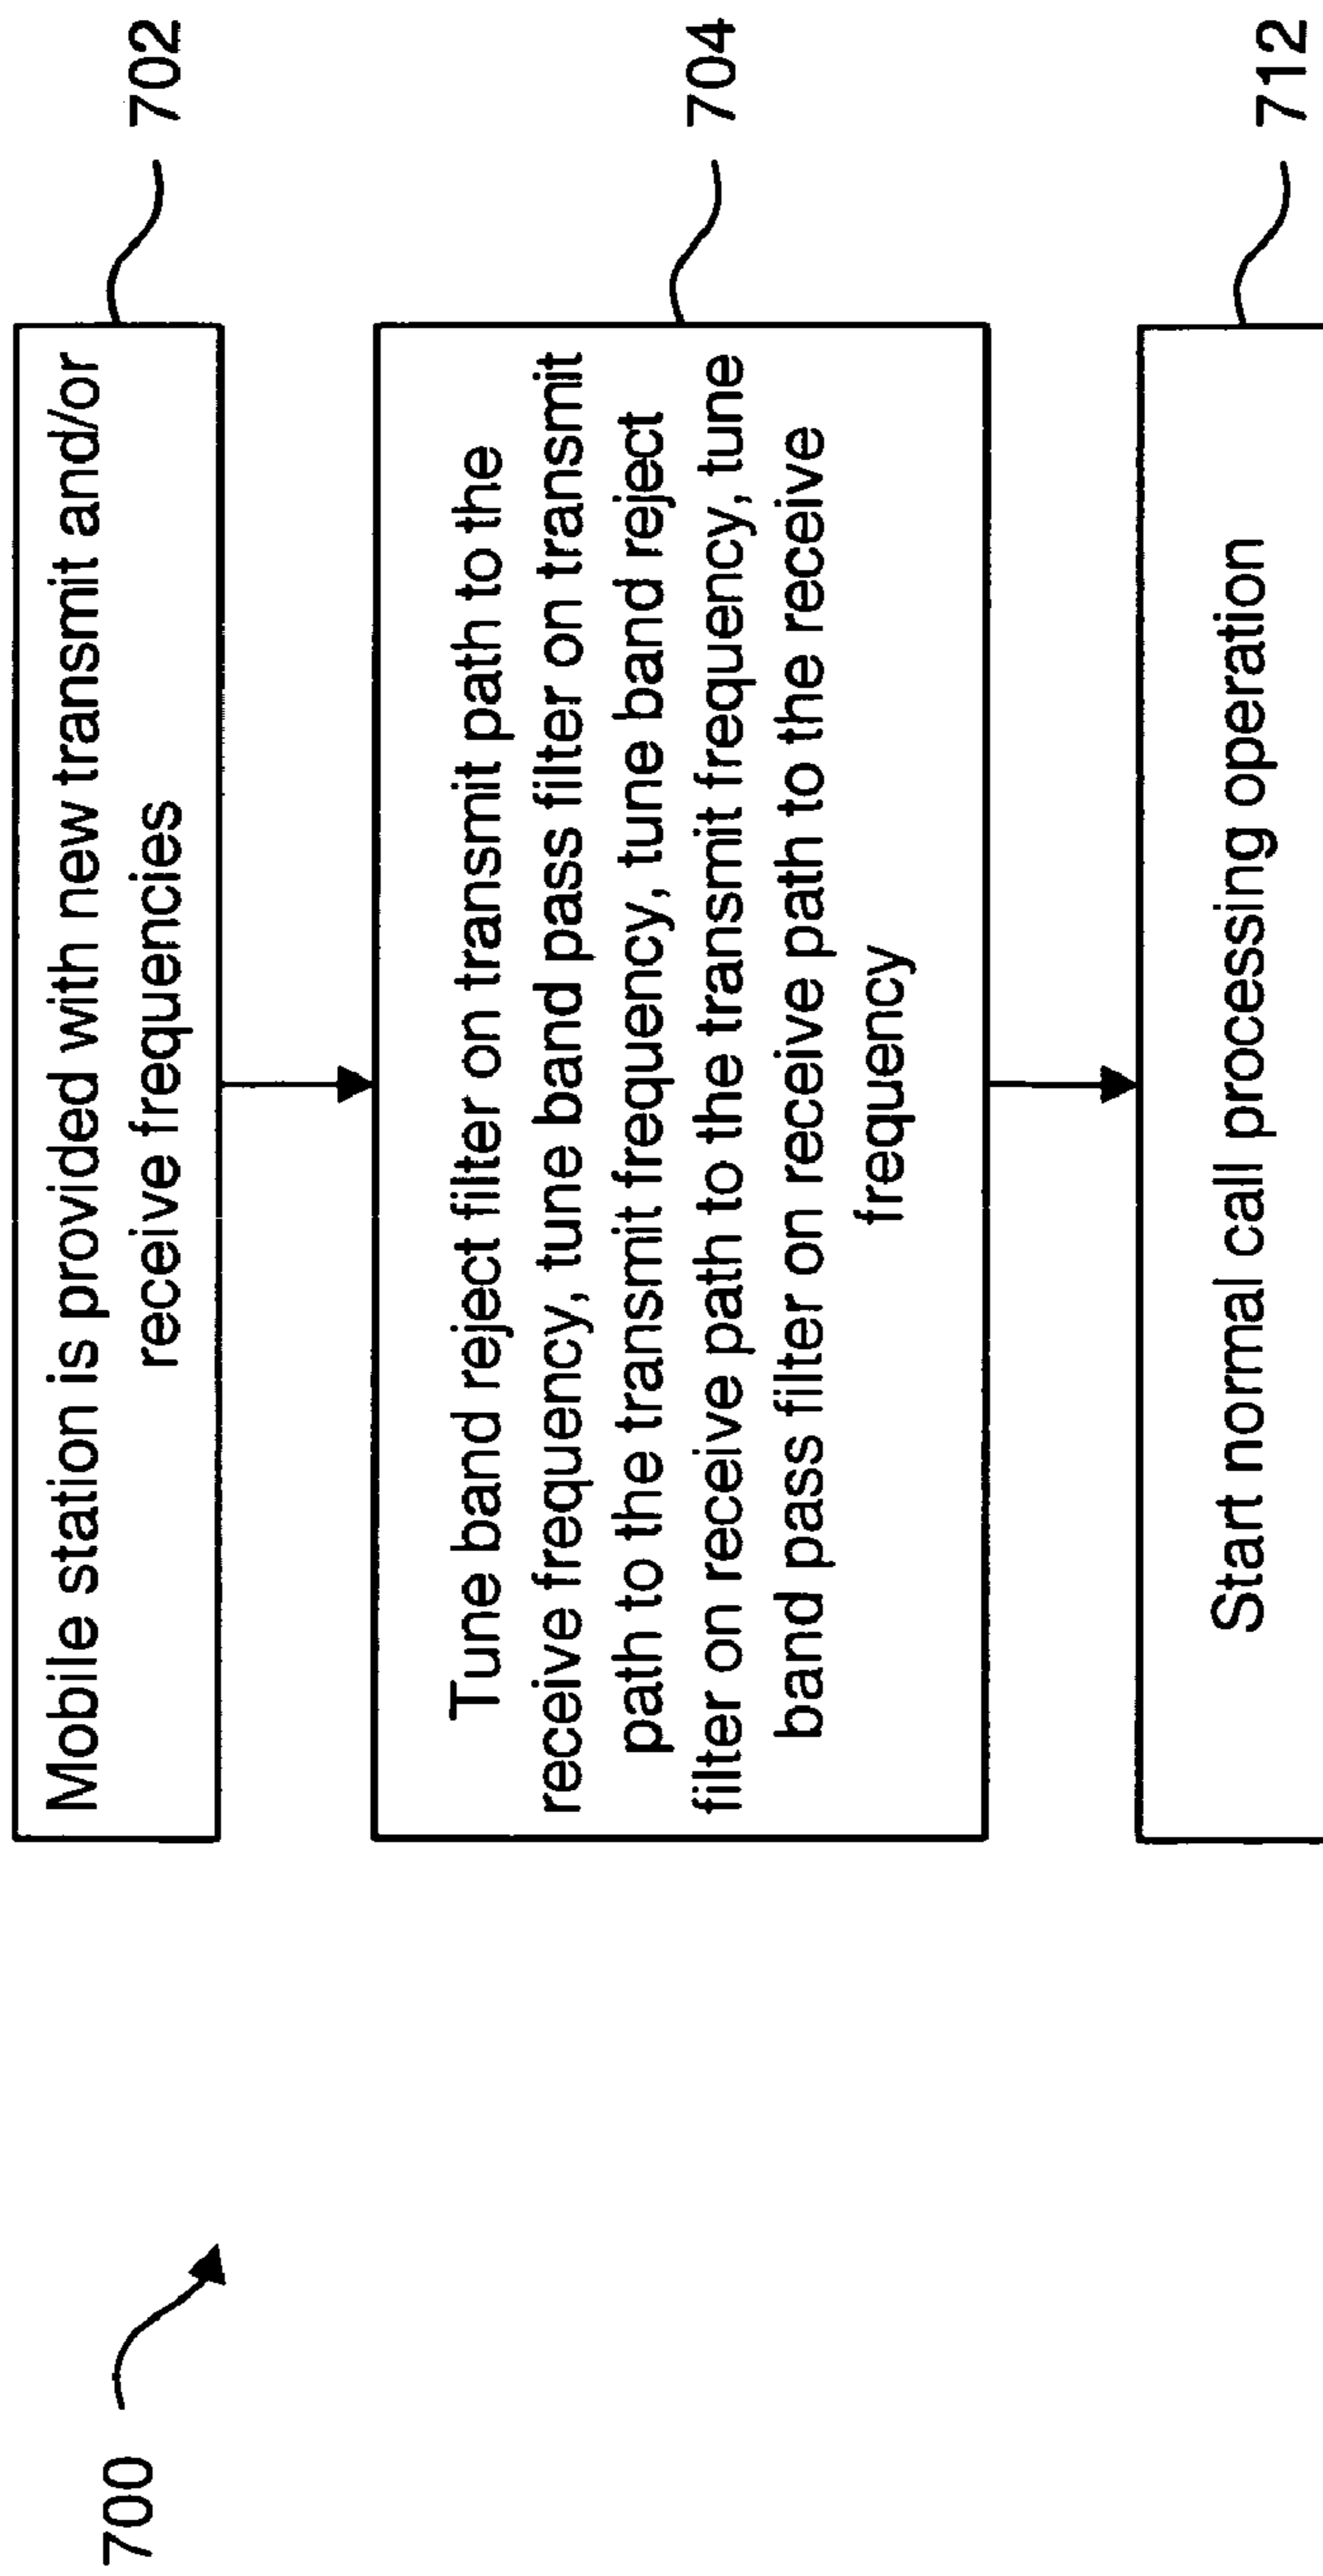 700
Mobile station is provided with new transmit and/or
receive frequencies
702
Tune band reject filter on transmit path to the
receive frequency, tune band pass filter on transmit
path to the transmit frequency, tune band reject
filter on receive path to the transmit frequency, tune
band pass filter on receive path to the receive
frequency
704
Start normal call processing operation
712